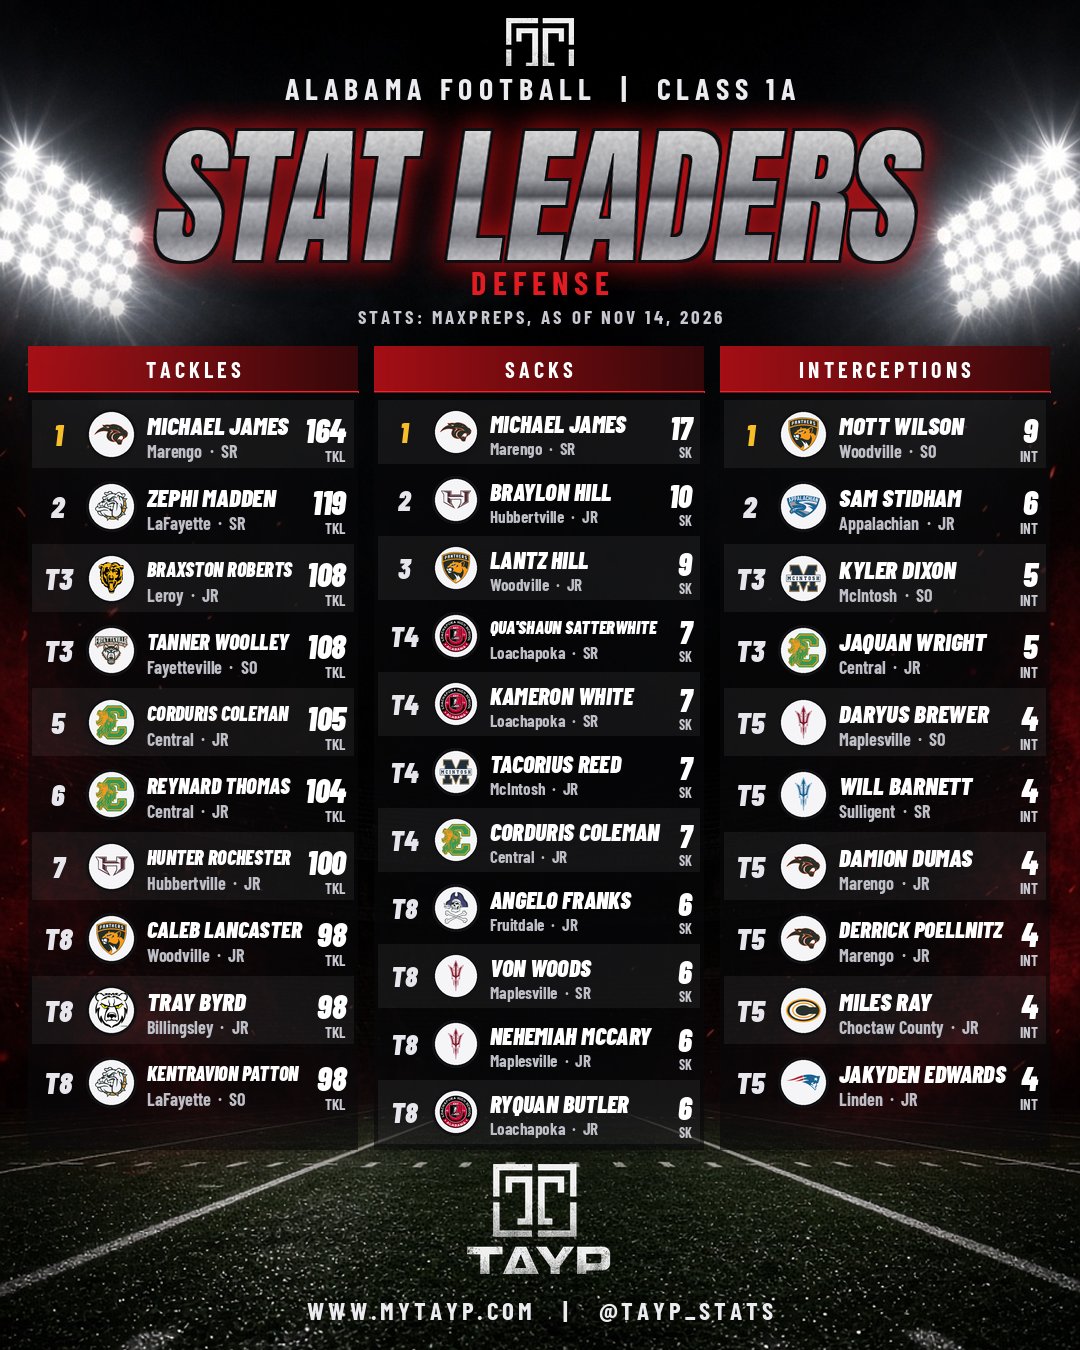 ALABAMA FOOTBALL | CLASS 1A
STAT LEADERS
DEFENSE
STATS: MAXPREPS, AS OF NOV 14, 2026
TACKLES
1 MICHAEL JAMES 164
Marengo · SR TKL
2 ZEPHI MADDEN 119
LaFayette · SR TKL
T3 BRAXSTON ROBERTS 108
Leroy · JR TKL
T3 TANNER WOOLLEY 108
Fayetteville · SO TKL
5 CORDURIS COLEMAN 105
Central · JR TKL
6 REYNARD THOMAS 104
Central · JR TKL
7 HUNTER ROCHESTER 100
Hubbertville · JR TKL
T8 CALEB LANCASTER 98
Woodville · JR TKL
T8 TRAY BYRD 98
Billingsley · JR TKL
T8 KENTRAVION PATTON 98
LaFayette · SO TKL
SACKS
1 MICHAEL JAMES 17
Marengo · SR SK
2 BRAYLON HILL 10
Hubbertville · JR SK
3 LANTZ HILL 9
Woodville · JR SK
T4 QUA'SHAUN SATTERWHITE 7
Loachapoka · SR SK
T4 KAMERON WHITE 7
Loachapoka · SR SK
T4 TACORIUS REED 7
McIntosh · JR SK
T4 CORDURIS COLEMAN 7
Central · JR SK
T8 ANGELO FRANKS 6
Fruitdale · JR SK
T8 VON WOODS 6
Maplesville · SR SK
T8 NEHEMIAH MCCARY 6
Maplesville · JR SK
T8 RYQUAN BUTLER 6
Loachapoka · JR SK
INTERCEPTIONS
1 MOTT WILSON 9
Woodville · SO INT
2 SAM STIDHAM 6
Appalachian · JR INT
T3 KYLER DIXON 5
McIntosh · SO INT
T3 JAQUAN WRIGHT 5
Central · JR INT
T5 DARYUS BREWER 4
Maplesville · SO INT
T5 WILL BARNETT 4
Sulligent · SR INT
T5 DAMION DUMAS 4
Marengo · JR INT
T5 DERRICK POELLNITZ 4
Marengo · JR INT
T5 MILES RAY 4
Choctaw County · JR INT
T5 JAKYDEN EDWARDS 4
Linden · JR INT
TAYP
WWW.MYTAYP.COM | @TAYP_STATS